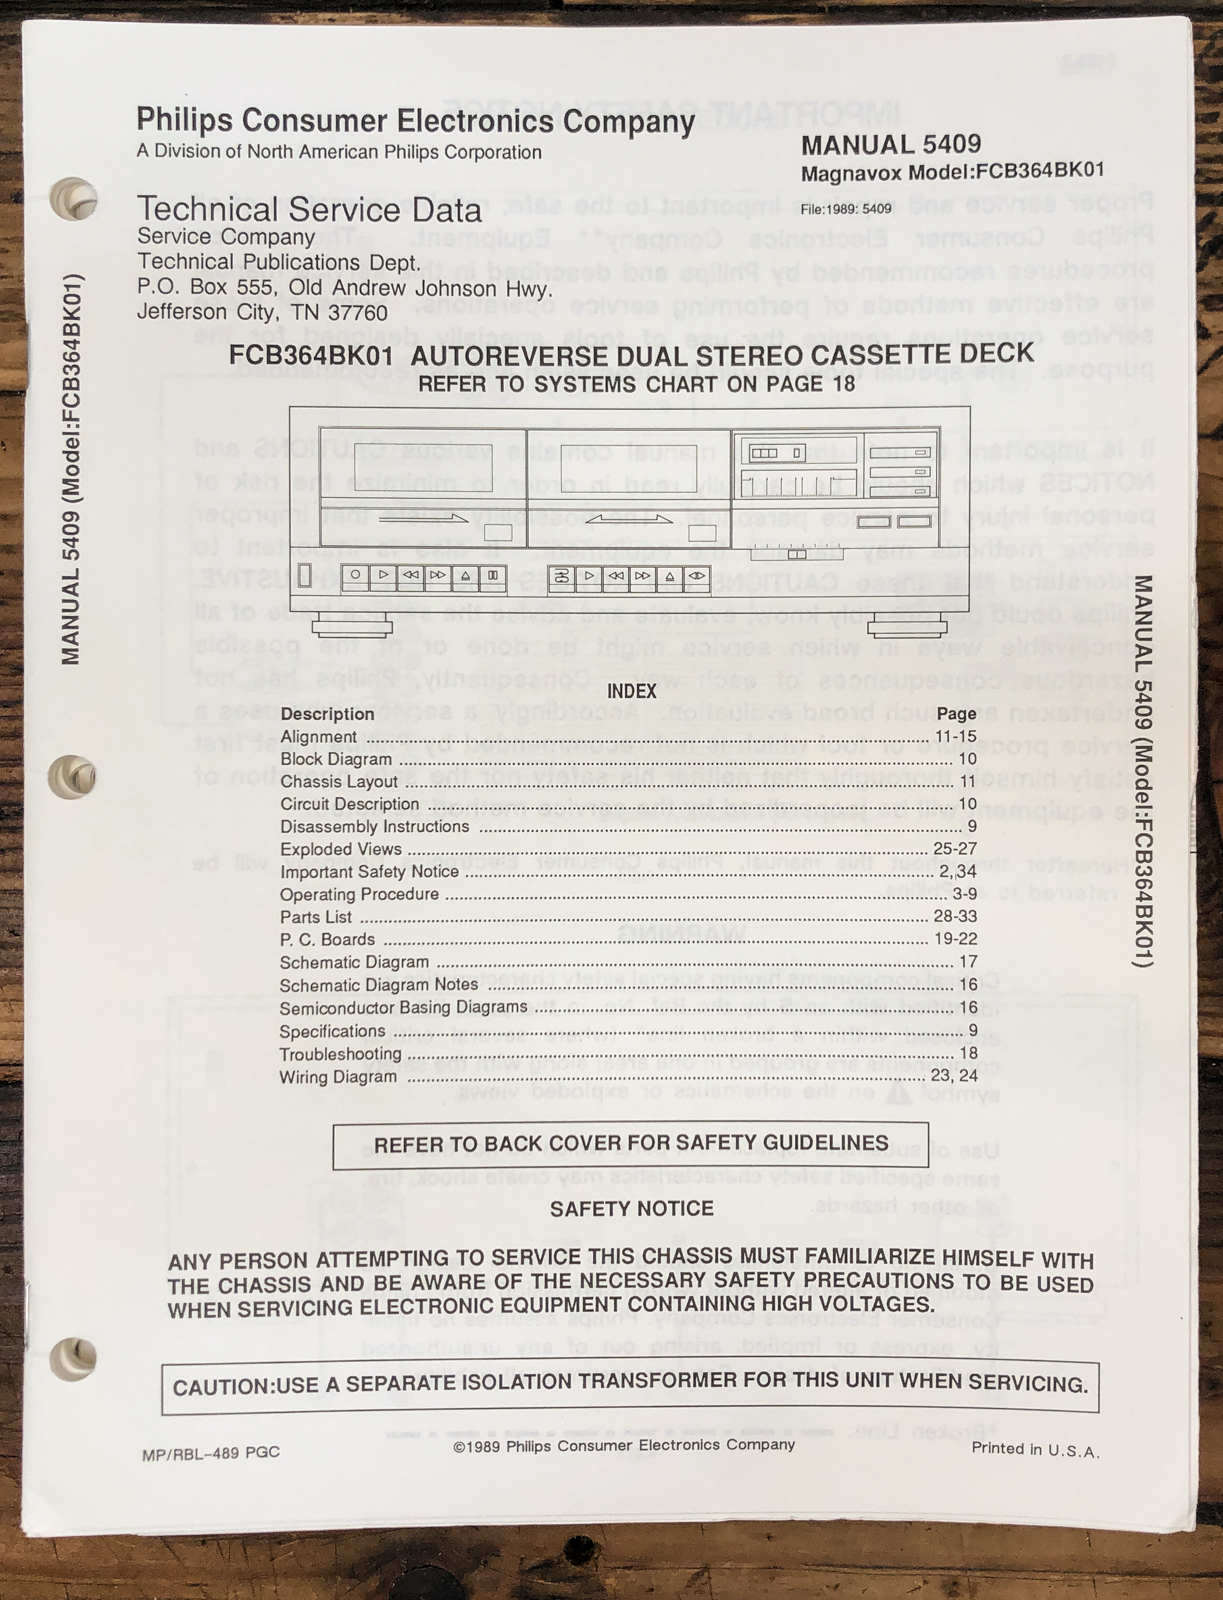 Philips Consumer Electronics Company
A Division of North American Philips Corporation
MANUAL 5409
Magnavox Model:FCB364BK01
File:1989: 5409
Technical Service Data
Service Company
Technical Publications Dept.
P.O. Box 555, Old Andrew Johnson Hwy.
Jefferson City, TN 37760
MANUAL 5409 (Model:FCB364BK01)
FCB364BK01 AUTOREVERSE DUAL STEREO CASSETTE DECK
REFER TO SYSTEMS CHART ON PAGE 18
MANUAL 5409 (Model:FCB364BK01)
INDEX
Description Page
Alignment 11-15
Block Diagram 10
Chassis Layout 11
Circuit Description 10
Disassembly Instructions 9
Exploded Views 25-27
Important Safety Notice 2, 34
Operating Procedure 3-9
Parts List 28-33
P. C. Boards 19-22
Schematic Diagram 17
Schematic Diagram Notes 16
Semiconductor Basing Diagrams 16
Specifications 9
Troubleshooting 18
Wiring Diagram 23, 24
REFER TO BACK COVER FOR SAFETY GUIDELINES
SAFETY NOTICE
ANY PERSON ATTEMPTING TO SERVICE THIS CHASSIS MUST FAMILIARIZE HIMSELF WITH
THE CHASSIS AND BE AWARE OF THE NECESSARY SAFETY PRECAUTIONS TO BE USED
WHEN SERVICING ELECTRONIC EQUIPMENT CONTAINING HIGH VOLTAGES.
CAUTION:USE A SEPARATE ISOLATION TRANSFORMER FOR THIS UNIT WHEN SERVICING.
MP/RBL-489 PGC
©1989 Philips Consumer Electronics Company
Printed in U.S.A.